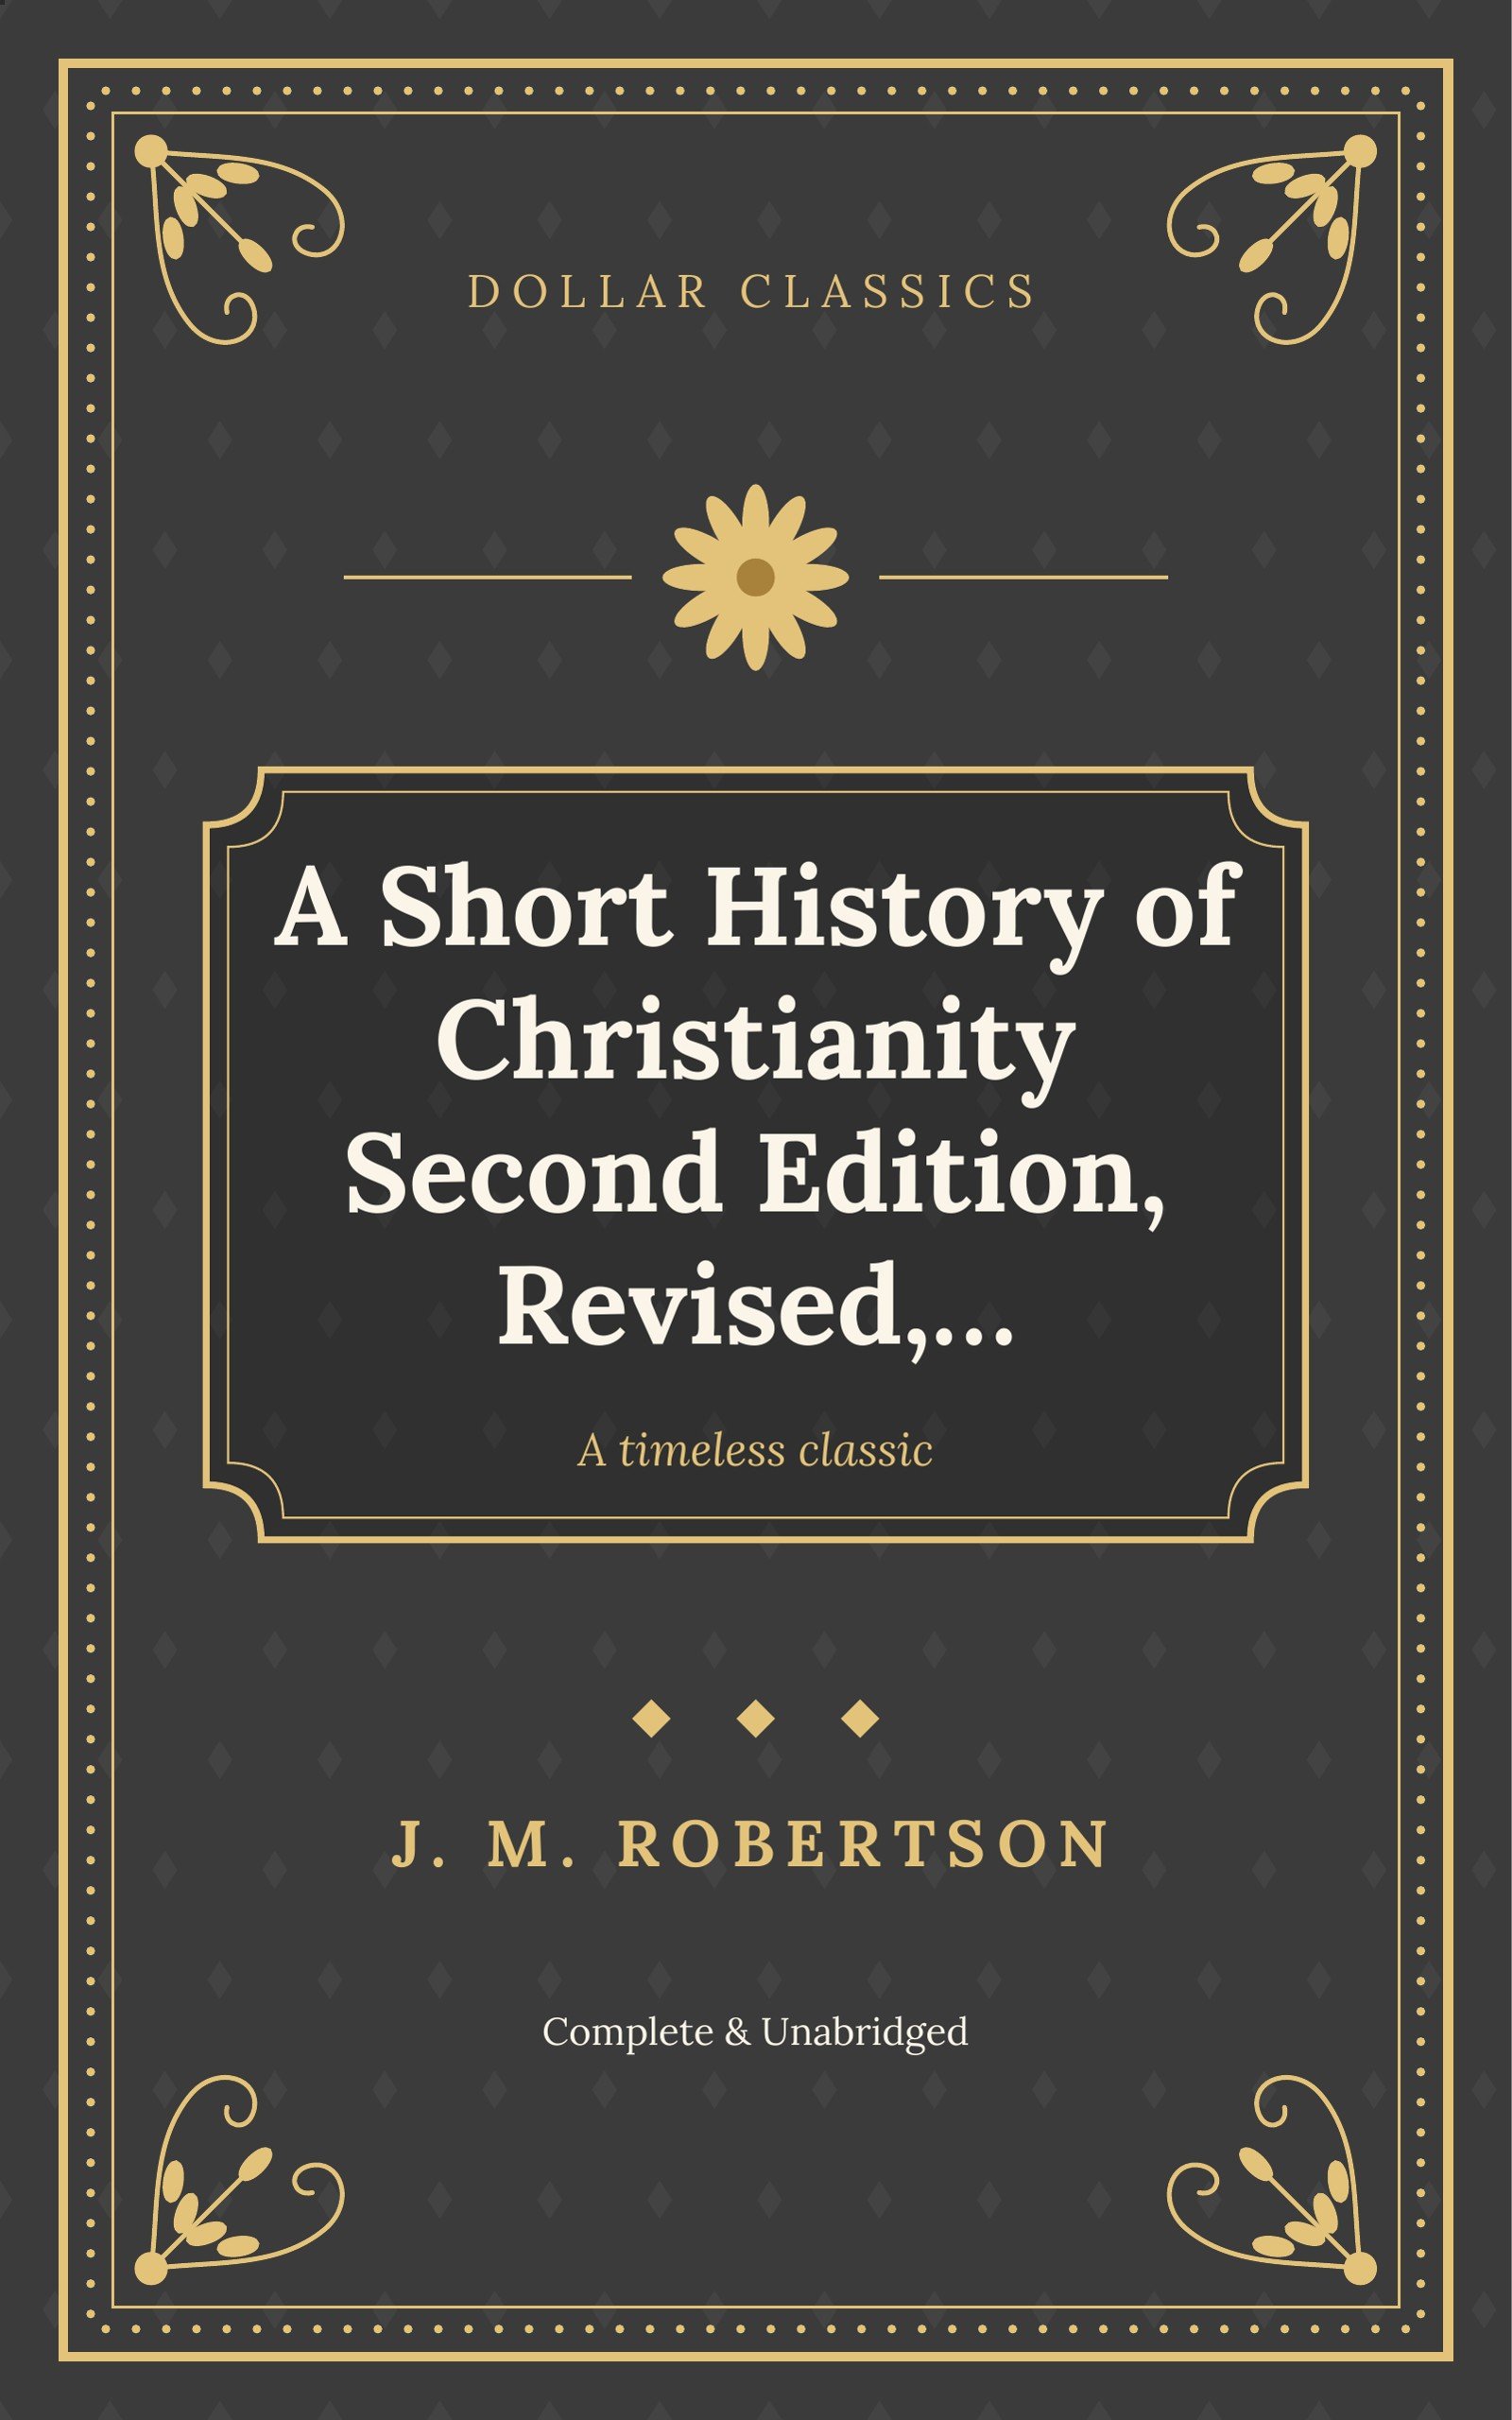 DOLLAR CLASSICS
A Short History of
Christianity
Second Edition,
Revised,...
A timeless classic
J. M. ROBERTSON
Complete & Unabridged